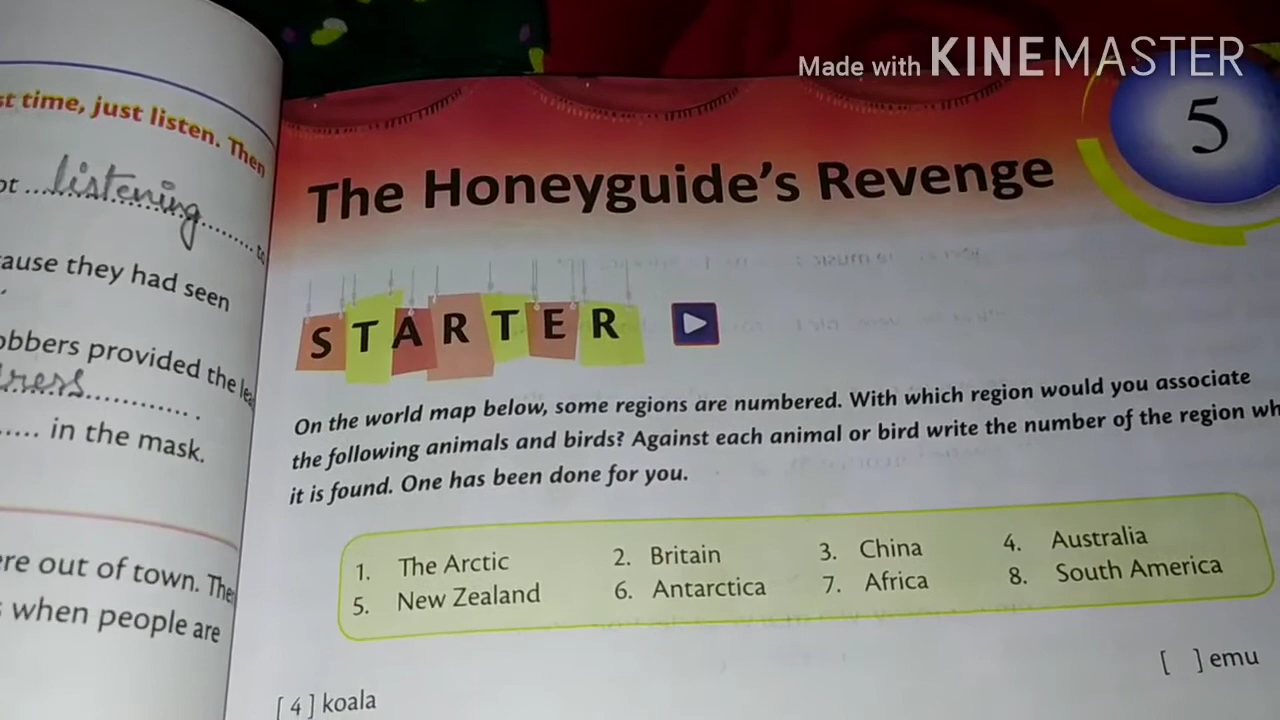 Made with KINEMASTER
5
st time, just listen. Then
listening
to
ause they had seen
obbers provided the
..... in the mask.
re out of town.
when people are
The Honeyguide's Revenge
STARTER
On the world map below, some regions are numbered. With which region would you associate
the following animals and birds? Against each animal or bird write the number of the region wh
it is found. One has been done for you.
1. The Arctic 2. Britain 3. China 4. Australia
5. New Zealand 6. Antarctica 7. Africa 8. South America
[ 4 ] koala [ ] emu